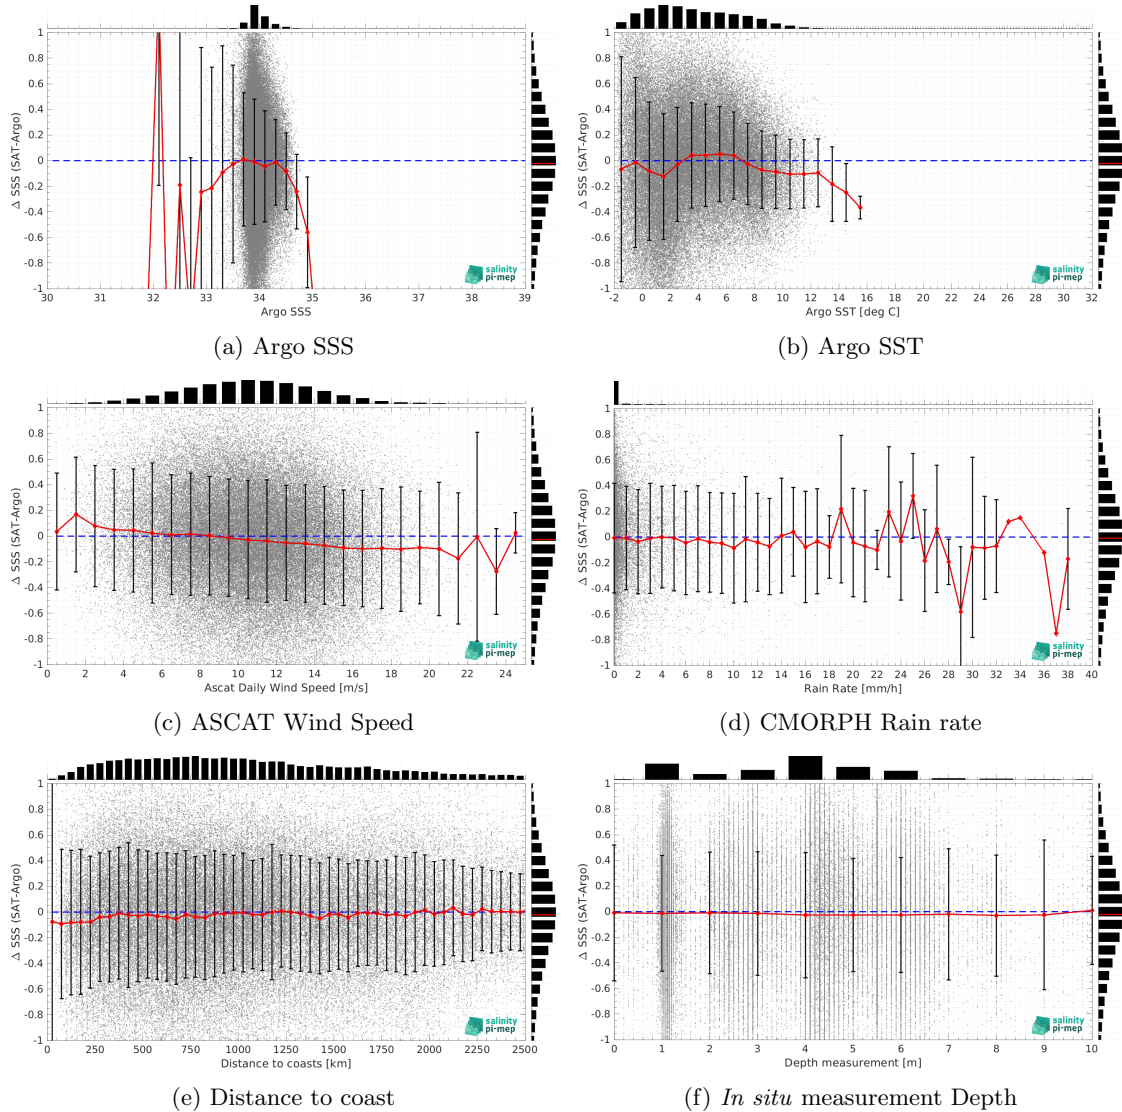 1
0.8
0.6
0.4
0.2
0
-0.2
-0.4
-0.6
-0.8
-1
Δ SSS (SAT-Argo)
30 31 32 33 34 35 36 37 38 39
Argo SSS
salinity
pi-mep
(a) Argo SSS
1
0.8
0.6
0.4
0.2
0
-0.2
-0.4
-0.6
-0.8
-1
Δ SSS (SAT-Argo)
-2 0 2 4 6 8 10 12 14 16 18 20 22 24 26 28 30 32
Argo SST [deg C]
salinity
pi-mep
(b) Argo SST
1
0.8
0.6
0.4
0.2
0
-0.2
-0.4
-0.6
-0.8
-1
Δ SSS (SAT-Argo)
0 2 4 6 8 10 12 14 16 18 20 22 24
Ascat Daily Wind Speed [m/s]
salinity
pi-mep
(c) ASCAT Wind Speed
1
0.8
0.6
0.4
0.2
0
-0.2
-0.4
-0.6
-0.8
-1
Δ SSS (SAT-Argo)
0 2 4 6 8 10 12 14 16 18 20 22 24 26 28 30 32 34 36 38 40
Rain Rate [mm/h]
salinity
pi-mep
(d) CMORPH Rain rate
1
0.8
0.6
0.4
0.2
0
-0.2
-0.4
-0.6
-0.8
-1
Δ SSS (SAT-Argo)
0 250 500 750 1000 1250 1500 1750 2000 2250 2500
Distance to coasts [km]
salinity
pi-mep
(e) Distance to coast
1
0.8
0.6
0.4
0.2
0
-0.2
-0.4
-0.6
-0.8
-1
Δ SSS (SAT-Argo)
0 1 2 3 4 5 6 7 8 9 10
Depth measurement [m]
salinity
pi-mep
(f) In situ measurement Depth